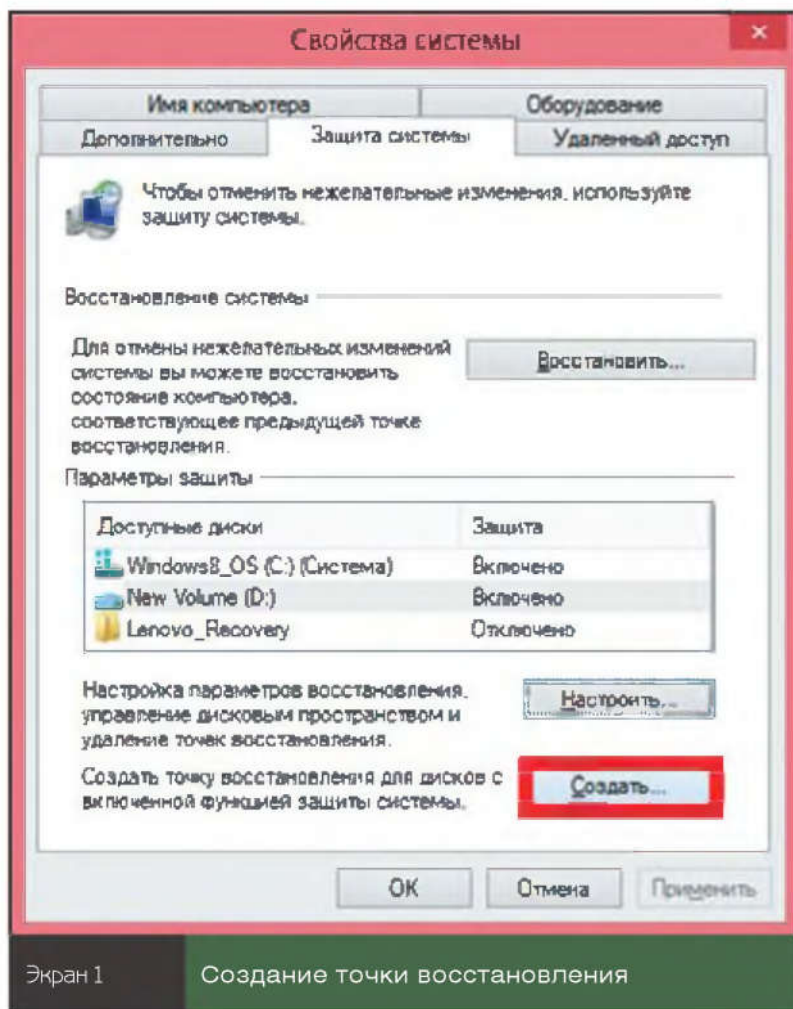 Свойства системы
Имя компьютера
Оборудование
Дополнительно
Защита системы
Удаленный доступ
Чтобы отменить нежелательные изменения, используйте
защиту системы.
Восстановление системы
Для отмены нежелательных изменений
системы вы можете восстановить
состояние компьютера,
соответствующее предыдущей точке
восстановления.
Восстановить...
Параметры защиты
Доступные диски Защита
Windows8_OS (C:) (Система) Включено
New Volume (D:) Включено
Lenovo_Recovery Отключено
Настройка параметров восстановления,
управление дисковым пространством и
удаление точек восстановления.
Настроить...
Создать точку восстановления для дисков с
включенной функцией защиты системы.
Создать...
ОК Отмена Применить
Экран 1 Создание точки восстановления